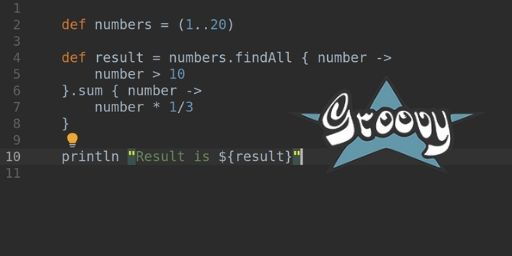 1
2 def numbers = (1..20)
3
4 def result = numbers.findAll { number ->
5 number > 10
6 }.sum { number ->
7 number * 1/3
8 }
9
10 println "Result is ${result}"
11
Groovy